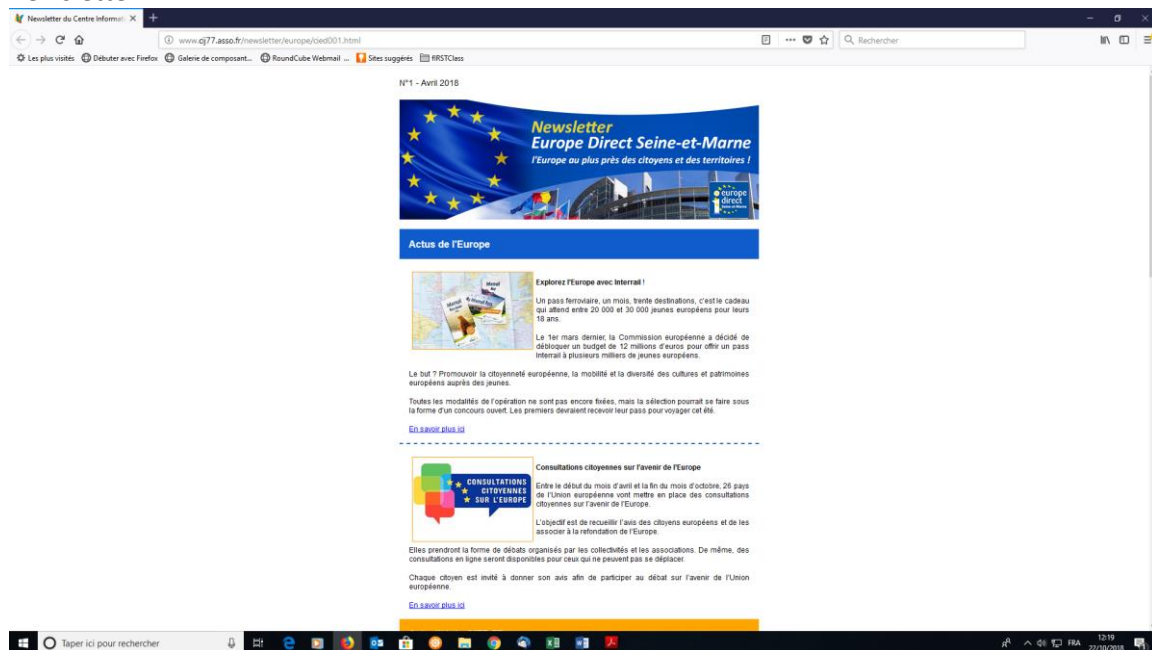 Newsletter du Centre Informati
www.cij77.asso.fr/newsletter/europe/cied001.html
Rechercher
Les plus visités
Débuter avec Firefox
Galerie de composant...
RoundCube Webmail ...
Sites suggérés
fIRSTClass
N°1 - Avril 2018
Newsletter
Europe Direct Seine-et-Marne
l'Europe au plus près des citoyens et des territoires !
europe
direct
Seine-et-Marne
Actus de l'Europe
Explorez l'Europe avec Interrail !
Un pass ferroviaire, un mois, trente destinations, c'est le cadeau
qui attend entre 20 000 et 30 000 jeunes européens pour leurs
18 ans.
Le 1er mars dernier, la Commission européenne a décidé de
débloquer un budget de 12 millions d'euros pour offrir un pass
Interrail à plusieurs milliers de jeunes européens.
Le but ? Promouvoir la citoyenneté européenne, la mobilité et la diversité des cultures et patrimoines
européens auprès des jeunes.
Toutes les modalités de l'opération ne sont pas encore fixées, mais la sélection pourrait se faire sous
la forme d'un concours ouvert. Les premiers devraient recevoir leur pass pour voyager cet été.
En savoir plus ici
CONSULTATIONS
CITOYENNES
SUR L'EUROPE
Consultations citoyennes sur l'avenir de l'Europe
Entre le début du mois d'avril et la fin du mois d'octobre, 26 pays
de l'Union européenne vont mettre en place des consultations
citoyennes sur l'avenir de l'Europe.
L'objectif est de recueillir l'avis des citoyens européens et de les
associer à la refondation de l'Europe.
Elles prendront la forme de débats organisés par les collectivités et les associations. De même, des
consultations en ligne seront disponibles pour ceux qui ne peuvent pas se déplacer.
Chaque citoyen est invité à donner son avis afin de participer au débat sur l'avenir de l'Union
européenne.
En savoir plus ici
Taper ici pour rechercher
FRA
12:19
22/10/2018